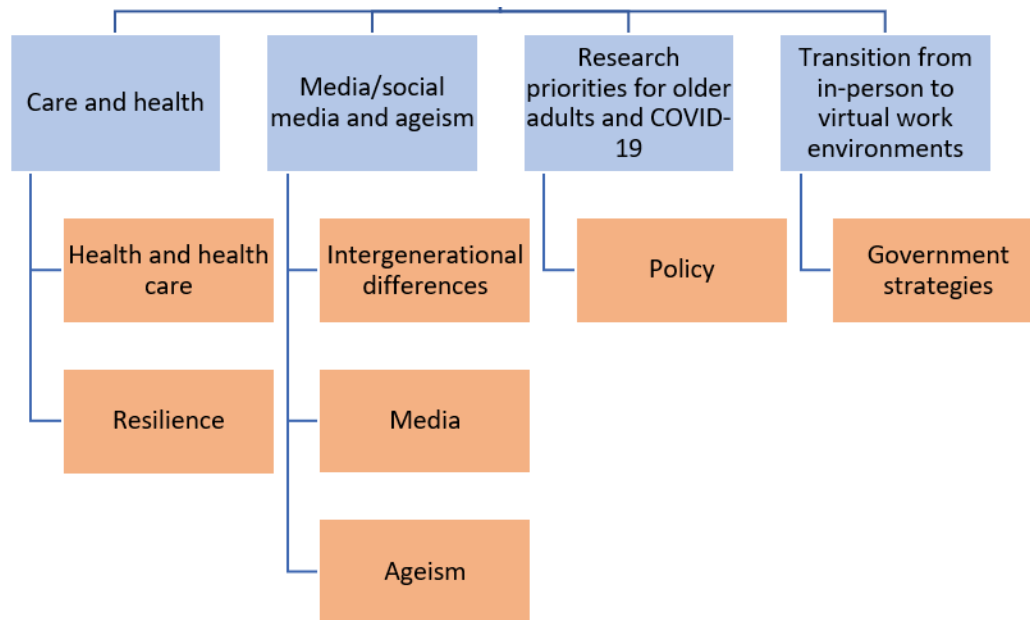 Care and health
Media/social
media and ageism
Research
priorities for older
adults and COVID-
19
Transition from
in-person to
virtual work
environments
Health and health
care
Intergenerational
differences
Policy
Government
strategies
Resilience
Media
Ageism